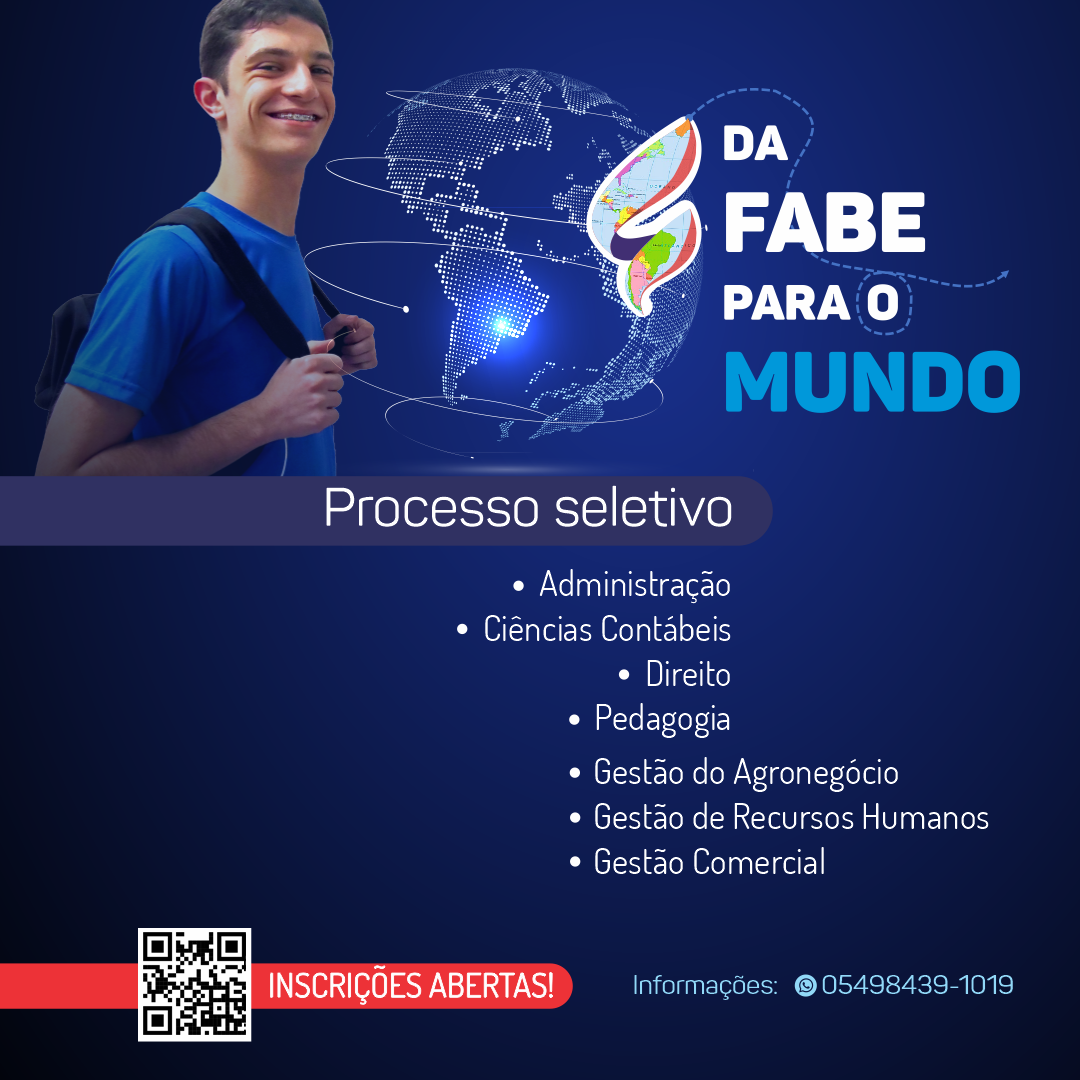 DA
FABE
PARA O
MUNDO
Processo seletivo
• Administração
• Ciências Contábeis
• Direito
• Pedagogia
• Gestão do Agronegócio
• Gestão de Recursos Humanos
• Gestão Comercial
INSCRIÇÕES ABERTAS!
Informações: 05498439-1019